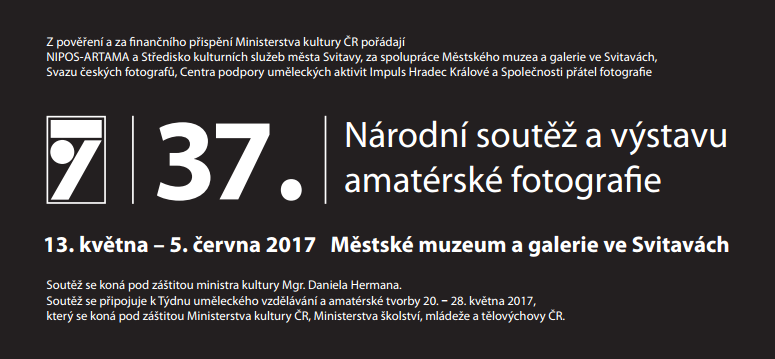 Z pověření a za finančního přispění Ministerstva kultury ČR pořádají
NIPOS-ARTAMA a Středisko kulturních služeb města Svitavy, za spolupráce Městského muzea a galerie ve Svitavách,
Svazu českých fotografů, Centra podpory uměleckých aktivit Impuls Hradec Králové a Společnosti přátel fotografie
37.
Národní soutěž a výstavu
amatérské fotografie
13. května – 5. června 2017 Městské muzeum a galerie ve Svitavách
Soutěž se koná pod záštitou ministra kultury Mgr. Daniela Hermana.
Soutěž se připojuje k Týdnu uměleckého vzdělávání a amatérské tvorby 20. – 28. května 2017,
který se koná pod záštitou Ministerstva kultury ČR, Ministerstva školství, mládeže a tělovýchovy ČR.